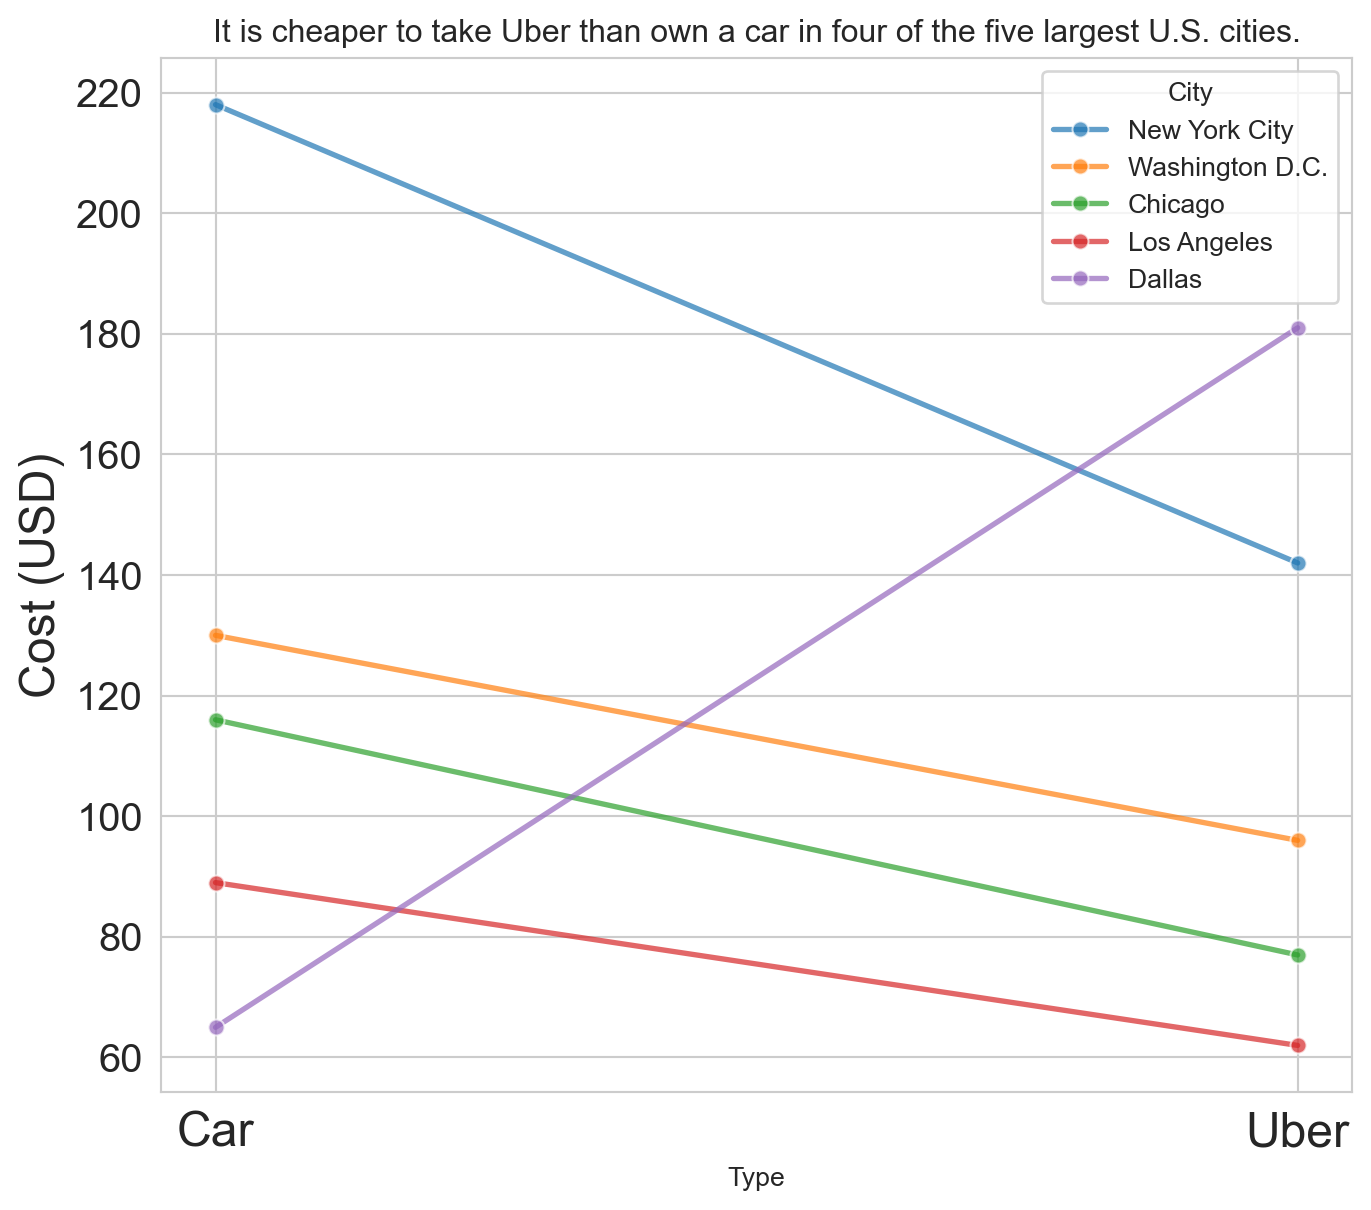 It is cheaper to take Uber than own a car in four of the five largest U.S. cities.
City
New York City
Washington D.C.
Chicago
Los Angeles
Dallas
Cost (USD)
220
200
180
160
140
120
100
80
60
Car
Uber
Type